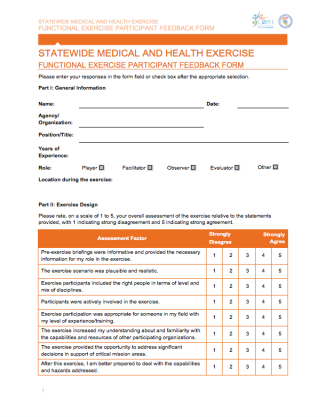 STATEWIDE MEDICAL AND HEALTH EXERCISE
FUNCTIONAL EXERCISE PARTICIPANT FEEDBACK FORM
STATEWIDE MEDICAL AND HEALTH EXERCISE
FUNCTIONAL EXERCISE PARTICIPANT FEEDBACK FORM
Please enter your responses in the form field or check box after the appropriate selection.
Part I: General Information
Name: Date:
Agency/
Organization:
Position/Title:
Years of
Experience:
Role: Player Facilitator Observer Evaluator Other
Location during the exercise:
Part II: Exercise Design
Please rate, on a scale of 1 to 5, your overall assessment of the exercise relative to the statements
provided, with 1 indicating strong disagreement and 5 indicating strong agreement.
Assessment Factor Strongly Disagree Strongly Agree
Pre-exercise briefings were informative and provided the necessary
information for my role in the exercise. 1 2 3 4 5
The exercise scenario was plausible and realistic. 1 2 3 4 5
Exercise participants included the right people in terms of level and
mix of disciplines. 1 2 3 4 5
Participants were actively involved in the exercise. 1 2 3 4 5
Exercise participation was appropriate for someone in my field with
my level of experience/training. 1 2 3 4 5
The exercise increased my understanding about and familiarity with
the capabilities and resources of other participating organizations. 1 2 3 4 5
The exercise provided the opportunity to address significant
decisions in support of critical mission areas. 1 2 3 4 5
After this exercise, I am better prepared to deal with the capabilities
and hazards addressed. 1 2 3 4 5